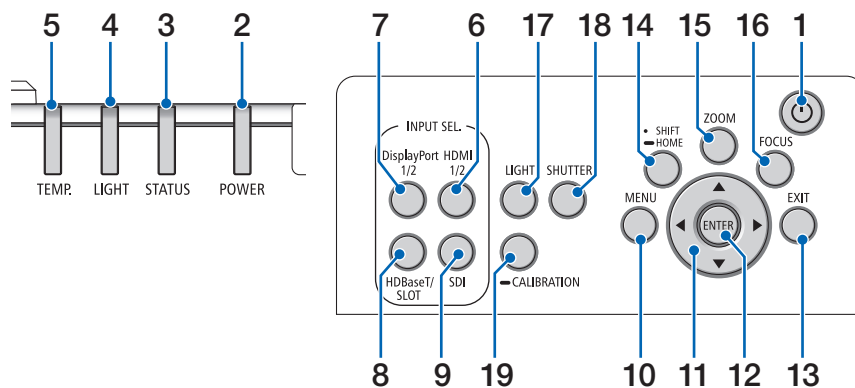 5 4 3 2 7 6 17 18 14 15 16 1
INPUT SEL.
DisplayPort 1/2
HDMI 1/2
LIGHT
SHUTTER
• SHIFT
━ HOME
ZOOM
FOCUS
TEMP.
LIGHT
STATUS
POWER
MENU
ENTER
EXIT
HDBaseT/
SLOT
SDI
━ CALIBRATION
8 9 19 10 11 12 13